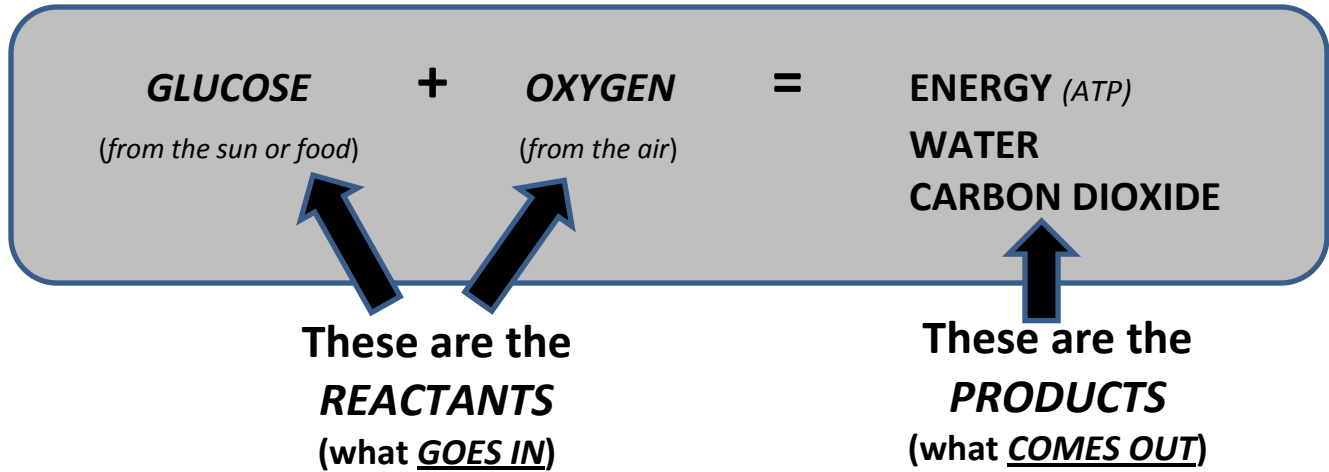 GLUCOSE + OXYGEN = ENERGY (ATP)
(from the sun or food) (from the air) WATER
CARBON DIOXIDE
These are the
REACTANTS
(what GOES IN)
These are the
PRODUCTS
(what COMES OUT)